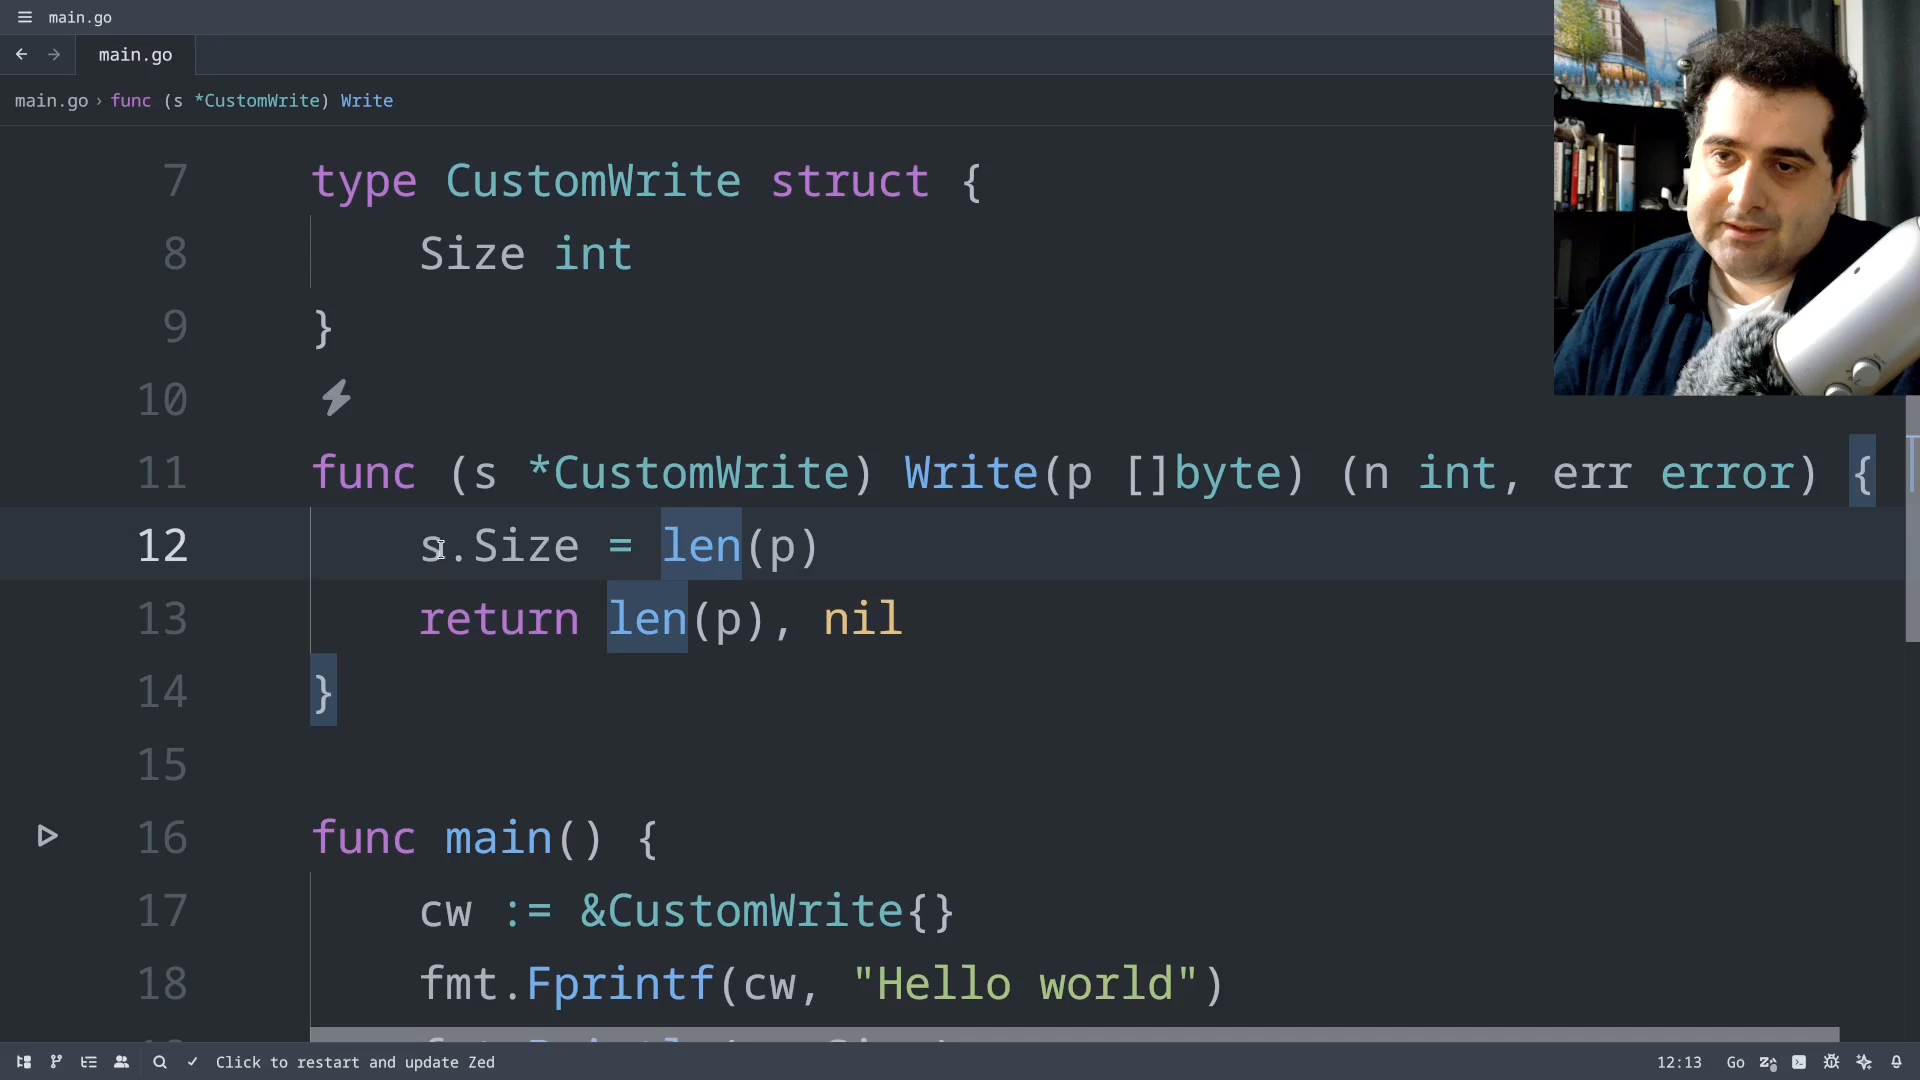 main.go
main.go
main.go › func (s *CustomWrite) Write
7 type CustomWrite struct {
8 Size int
9 }
10
11 func (s *CustomWrite) Write(p []byte) (n int, err error) {
12 s.Size = len(p)
13 return len(p), nil
14 }
15
16 func main() {
17 cw := &CustomWrite{}
18 fmt.Fprintf(cw, "Hello world")
Click to restart and update Zed
12:13 Go